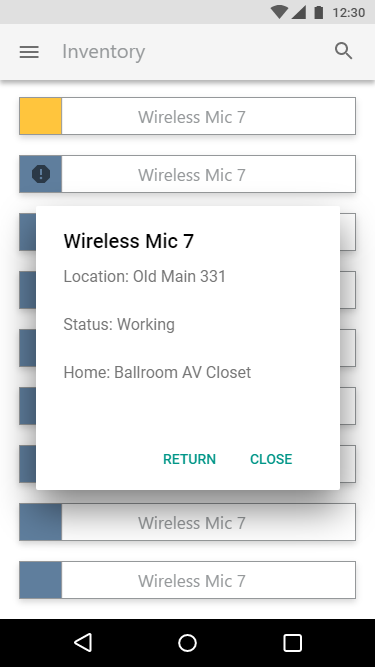 12:30
Inventory
Wireless Mic 7
Wireless Mic 7
Wireless Mic 7
Location: Old Main 331
Status: Working
Home: Ballroom AV Closet
RETURN CLOSE
Wireless Mic 7
Wireless Mic 7